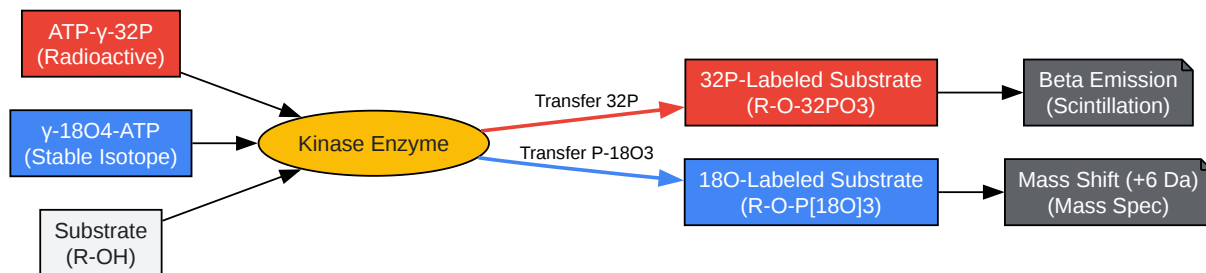 ATP-γ-32P
(Radioactive)
γ-18O4-ATP
(Stable Isotope)
Substrate
(R-OH)
Kinase Enzyme
Transfer 32P
Transfer P-18O3
32P-Labeled Substrate
(R-O-32PO3)
18O-Labeled Substrate
(R-O-P[18O]3)
Beta Emission
(Scintillation)
Mass Shift (+6 Da)
(Mass Spec)